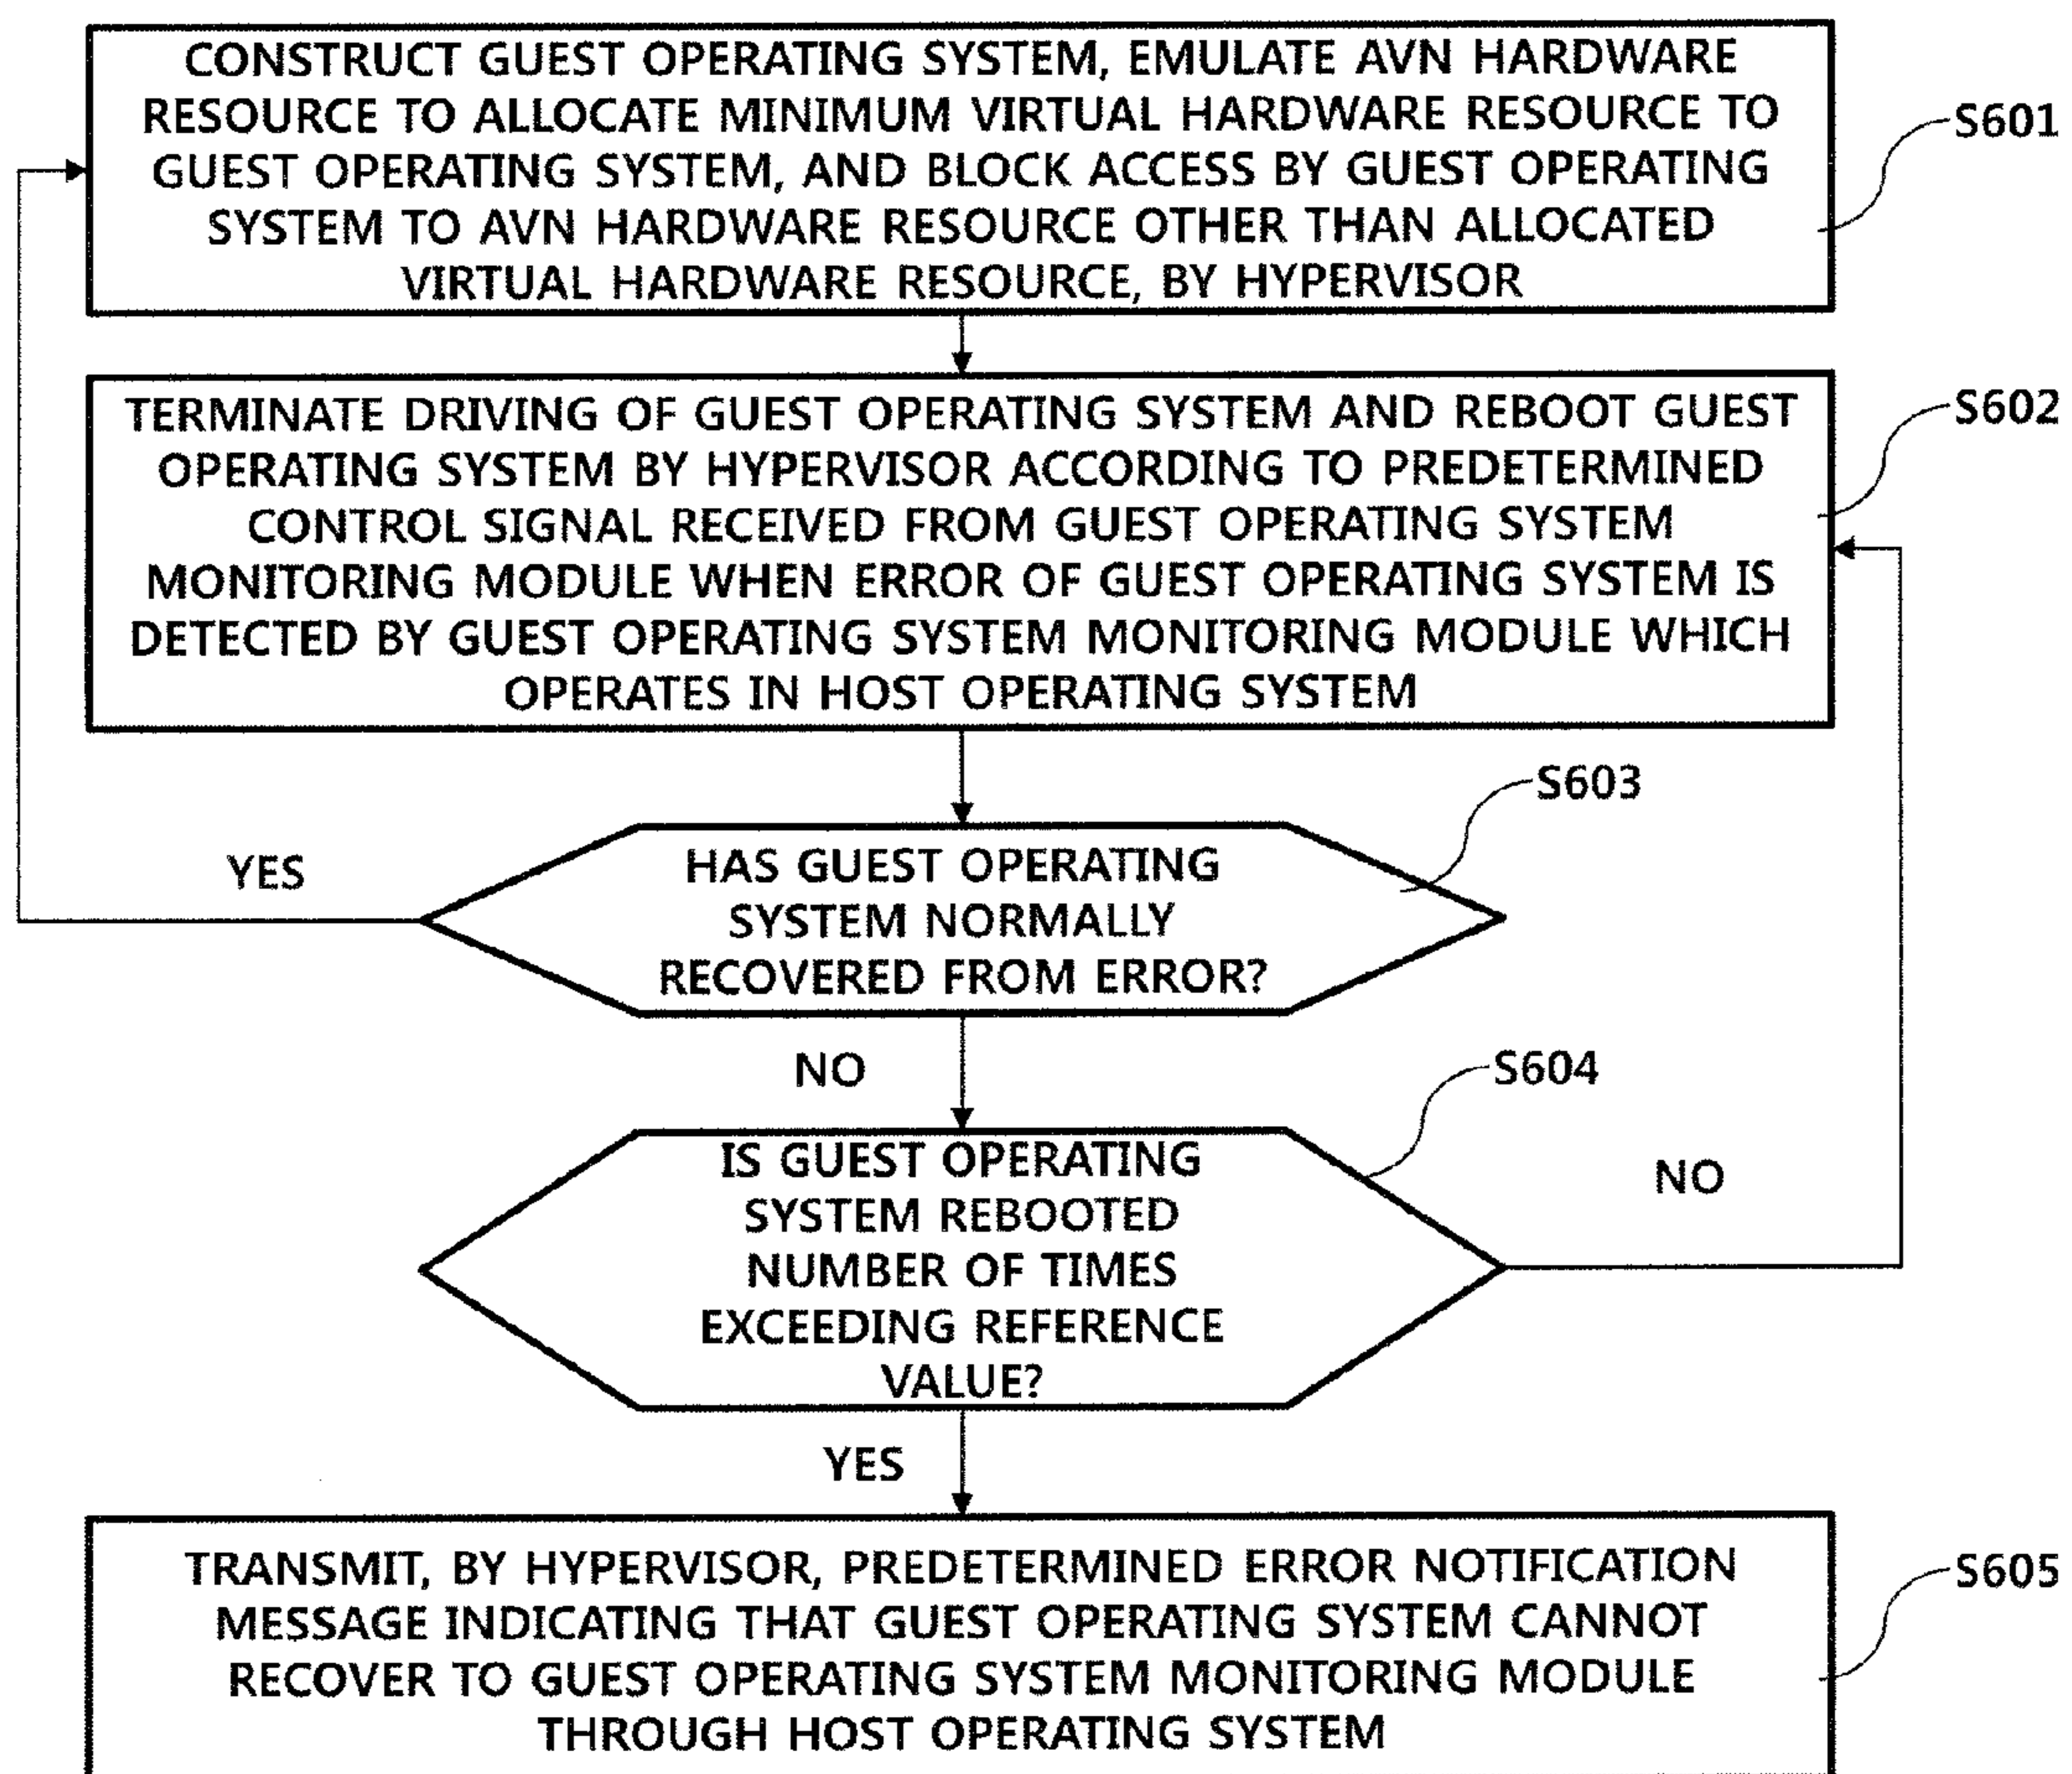 CONSTRUCT GUEST OPERATING SYSTEM, EMULATE AVN HARDWARE
RESOURCE TO ALLOCATE MINIMUM VIRTUAL HARDWARE RESOURCE TO
GUEST OPERATING SYSTEM, AND BLOCK ACCESS BY GUEST OPERATING
SYSTEM TO AVN HARDWARE RESOURCE OTHER THAN ALLOCATED
VIRTUAL HARDWARE RESOURCE, BY HYPERVISOR
S601
TERMINATE DRIVING OF GUEST OPERATING SYSTEM AND REBOOT GUEST
OPERATING SYSTEM BY HYPERVISOR ACCORDING TO PREDETERMINED
CONTROL SIGNAL RECEIVED FROM GUEST OPERATING SYSTEM
MONITORING MODULE WHEN ERROR OF GUEST OPERATING SYSTEM IS
DETECTED BY GUEST OPERATING SYSTEM MONITORING MODULE WHICH
OPERATES IN HOST OPERATING SYSTEM
S602
HAS GUEST OPERATING
SYSTEM NORMALLY
RECOVERED FROM ERROR?
S603
YES
NO
IS GUEST OPERATING
SYSTEM REBOOTED
NUMBER OF TIMES
EXCEEDING REFERENCE
VALUE?
S604
NO
YES
TRANSMIT, BY HYPERVISOR, PREDETERMINED ERROR NOTIFICATION
MESSAGE INDICATING THAT GUEST OPERATING SYSTEM CANNOT
RECOVER TO GUEST OPERATING SYSTEM MONITORING MODULE
THROUGH HOST OPERATING SYSTEM
S605